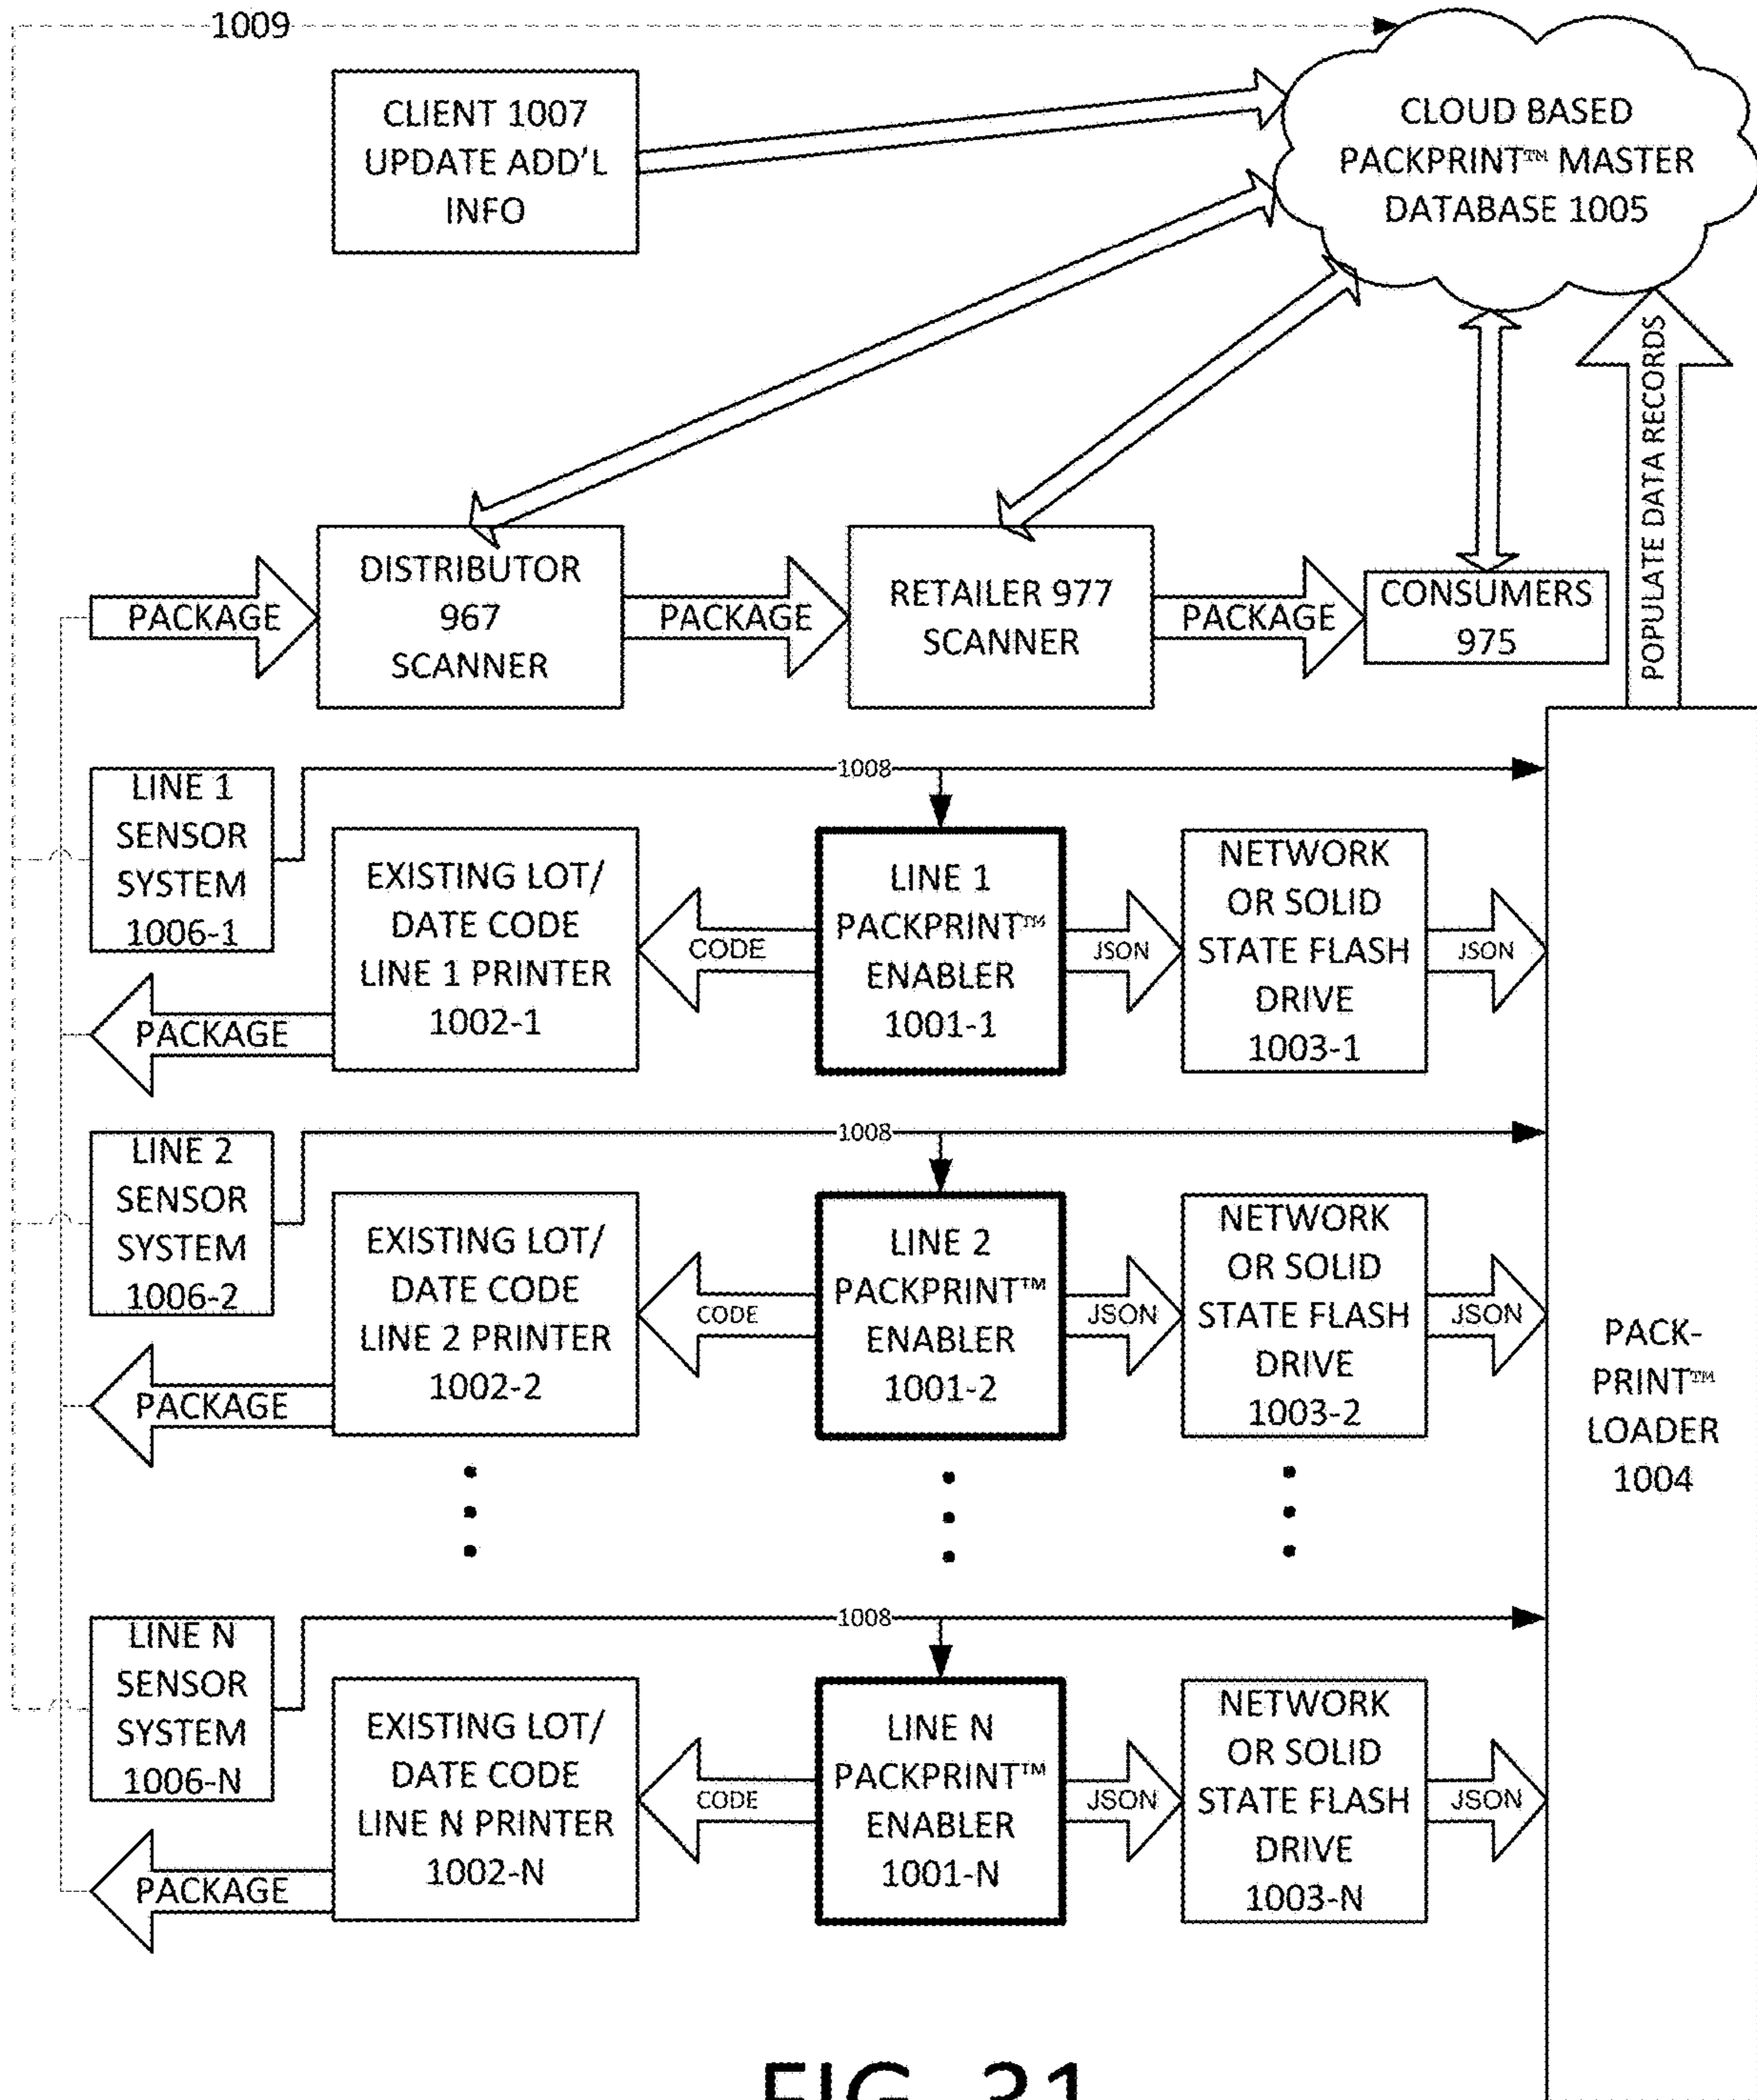 1009
CLIENT 1007
UPDATE ADD'L
INFO
CLOUD BASED
PACKPRINT™ MASTER
DATABASE 1005
POPULATE DATA RECORDS
PACKAGE
DISTRIBUTOR
967
SCANNER
PACKAGE
RETAILER 977
SCANNER
PACKAGE
CONSUMERS
975
LINE 1
SENSOR
SYSTEM
1006-1
1008
EXISTING LOT/
DATE CODE
LINE 1 PRINTER
1002-1
CODE
LINE 1
PACKPRINT™
ENABLER
1001-1
JSON
NETWORK
OR SOLID
STATE FLASH
DRIVE
1003-1
JSON
PACKAGE
LINE 2
SENSOR
SYSTEM
1006-2
1008
EXISTING LOT/
DATE CODE
LINE 2 PRINTER
1002-2
CODE
LINE 2
PACKPRINT™
ENABLER
1001-2
JSON
NETWORK
OR SOLID
STATE FLASH
DRIVE
1003-2
JSON
PACKAGE
PACK-
PRINT™
LOADER
1004
LINE N
SENSOR
SYSTEM
1006-N
1008
EXISTING LOT/
DATE CODE
LINE N PRINTER
1002-N
CODE
LINE N
PACKPRINT™
ENABLER
1001-N
JSON
NETWORK
OR SOLID
STATE FLASH
DRIVE
1003-N
JSON
PACKAGE
FIG. 31